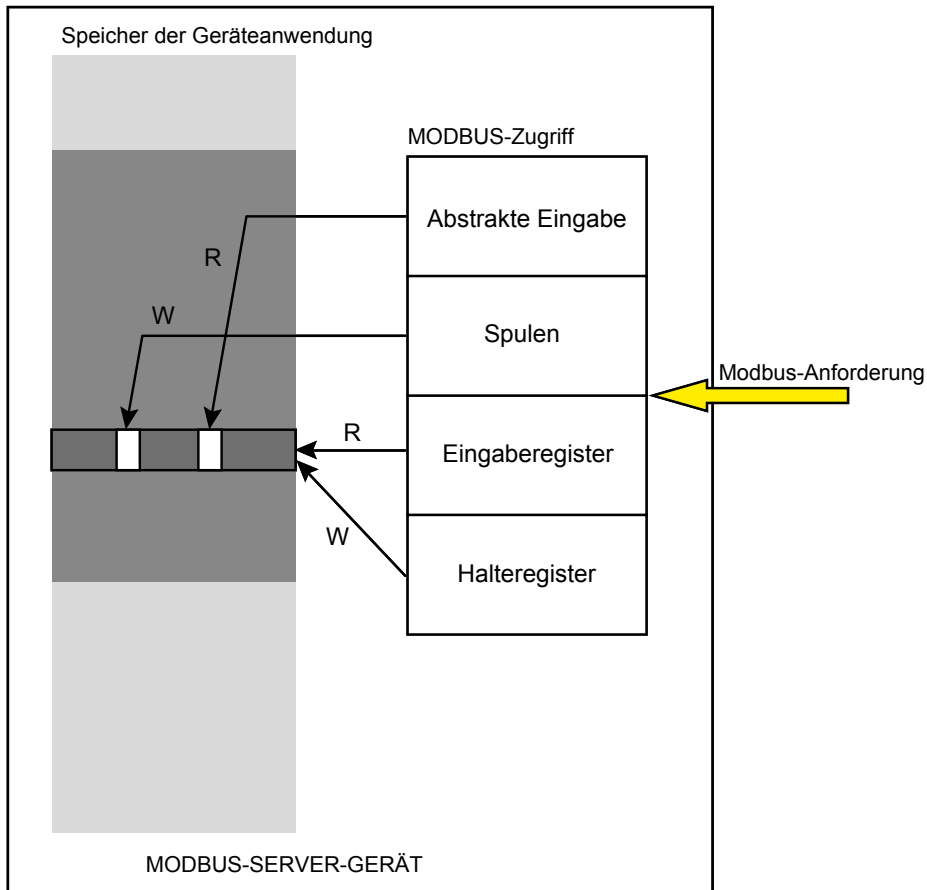 Speicher der Geräteanwendung
MODBUS-Zugriff
Abstrakte Eingabe
R
W
Spulen
Modbus-Anforderung
R
Eingaberegister
W
Halteregister
MODBUS-SERVER-GERÄT